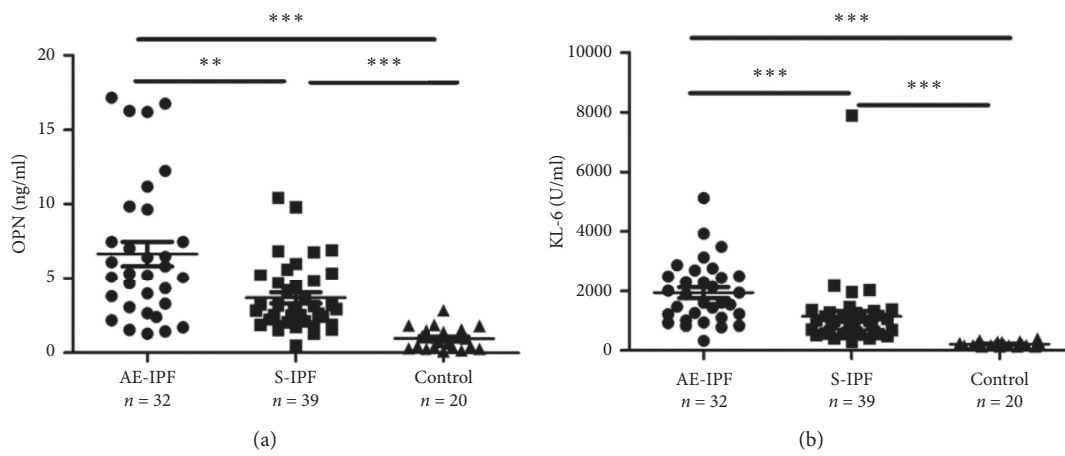 ***
**
***
20
15
10
5
0
OPN (ng/ml)
AE-IPF
n = 32
S-IPF
n = 39
Control
n = 20
(a)
***
***
***
10000
8000
6000
4000
2000
0
KL-6 (U/ml)
AE-IPF
n = 32
S-IPF
n = 39
Control
n = 20
(b)